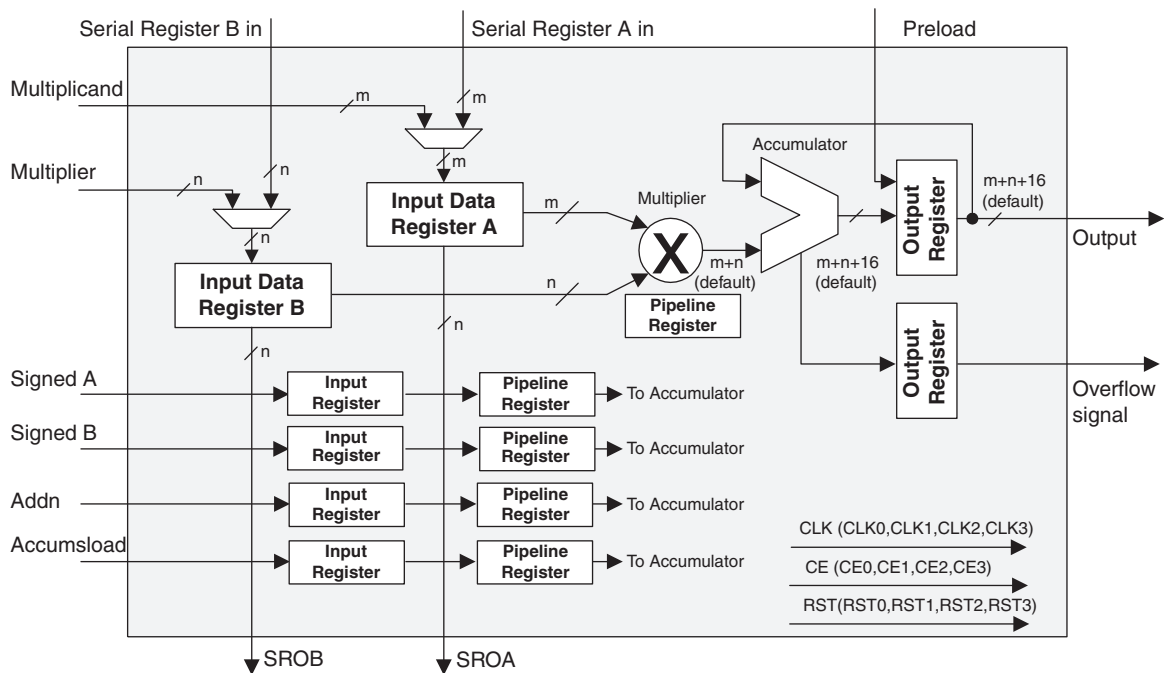 Serial Register B in
Serial Register A in
Preload
Multiplicand
m
m
Multiplier
n
n
m
n
Input Data
Register A
Input Data
Register B
m
n
n
n
Multiplier
X
m+n
(default)
Pipeline
Register
Accumulator
m+n+16
(default)
Output
Register
m+n+16
(default)
Output
Output
Register
Overflow
signal
Signed A
Input
Register
Pipeline
Register
To Accumulator
Signed B
Input
Register
Pipeline
Register
To Accumulator
Addn
Input
Register
Pipeline
Register
To Accumulator
Accumsload
Input
Register
Pipeline
Register
To Accumulator
CLK (CLK0,CLK1,CLK2,CLK3)
CE (CE0,CE1,CE2,CE3)
RST(RST0,RST1,RST2,RST3)
SROB
SROA